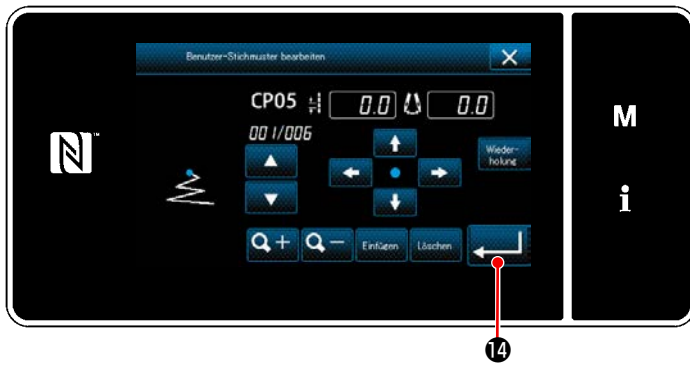 Benutzer-Stichmuster bearbeiten
CP05 0.0 0.0
001/006
Wieder-
holung
Einfügen Löschen
M
i
N
⓮